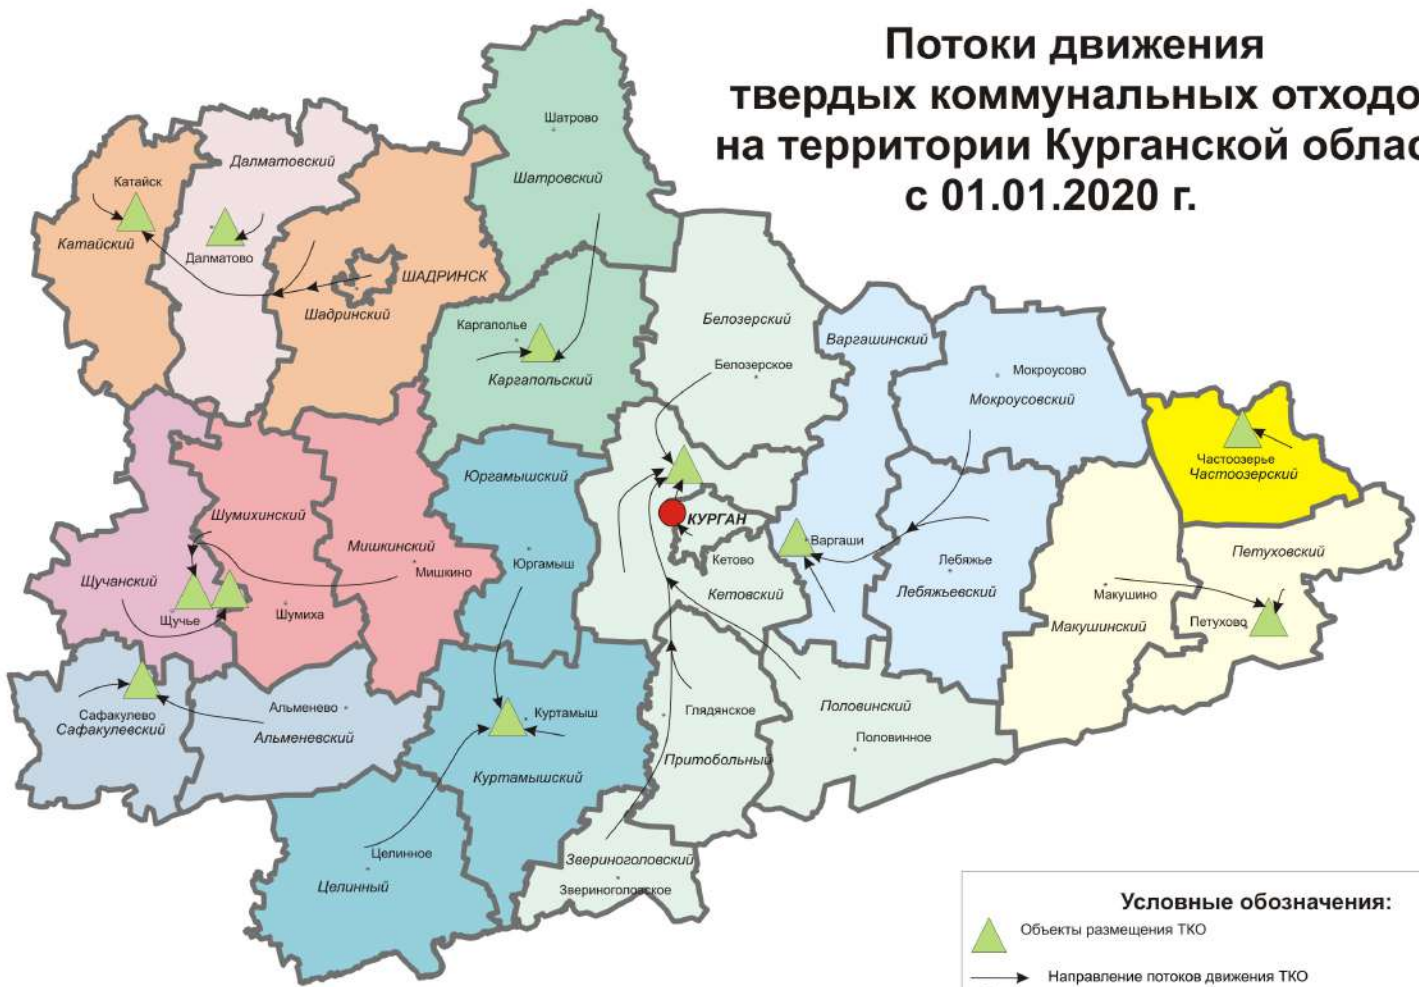 Потоки движения
твердых коммунальных отходо
на территории Курганской облас
с 01.01.2020 г.
Шатрово
Шатровский
Далматовский
Катайск
Катайский
Далматово
ШАДРИНСК
Шадринский
Каргаполье
Каргапольский
Белозерский
Белозерское
Варгашинский
Мокроусово
Мокроусовский
Частоозерье
Частоозерский
Юргамышский
Шумихинский
Мишкинский
Мишкино
Щучанский
Щучье
Шумиха
Юргамыш
КУРГАН
Кетово
Кетовский
Варгаши
Лебяжье
Лебяжьевский
Петуховский
Макушино
Макушинский
Петухово
Сафакулево
Сафакулевский
Альменево
Альменевский
Куртамыш
Куртамышский
Глядянское
Притобольный
Половинский
Половинное
Целинное
Целинный
Звериноголовский
Звериноголовское
Условные обозначения:
Объекты размещения ТКО
Направление потоков движения ТКО